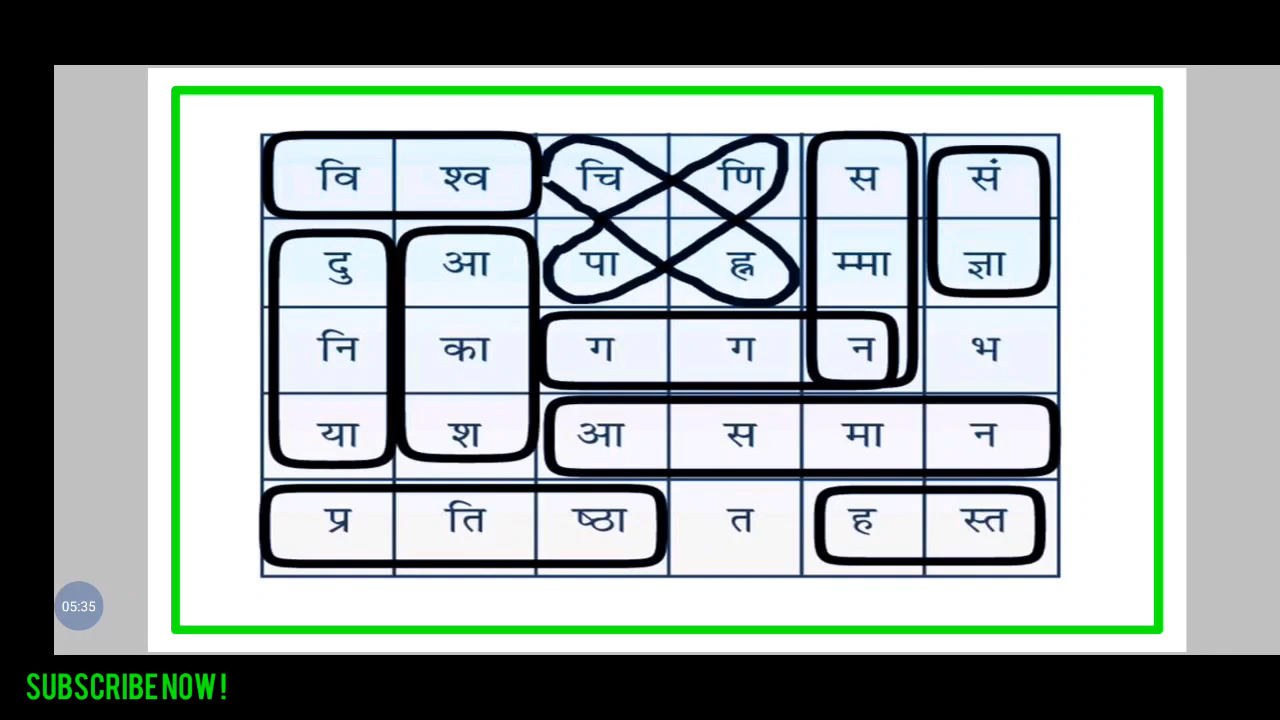 वि श्व चि णि स सं
दु आ पा ह्न म्मा ज्ञा
नि का ग ग न भ
या श आ स मा न
प्र ति ष्ठा त ह स्त
05:35
SUBSCRIBE NOW !